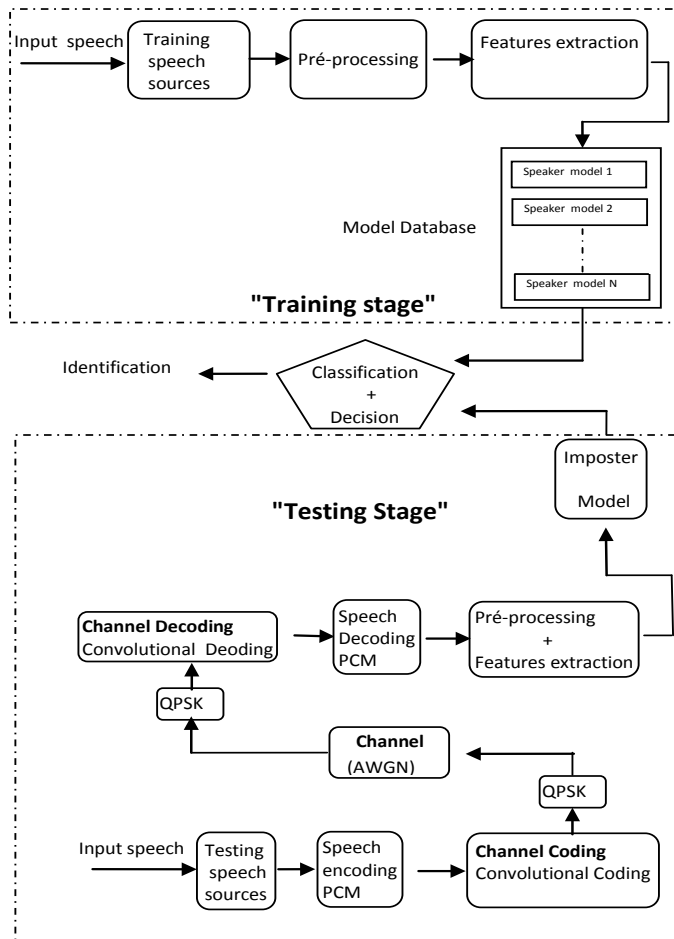 Input speech
Training
speech
sources
Pré-processing
Features extraction
Speaker model 1
Speaker model 2
Model Database
Speaker model N
"Training stage"
Identification
Classification
+
Decision
Imposter
Model
"Testing Stage"
Channel Decoding
Convolutional Deoding
Speech
Decoding
PCM
Pré-processing
+
Features extraction
QPSK
Channel
(AWGN)
QPSK
Input speech
Testing
speech
sources
Speech
encoding
PCM
Channel Coding
Convolutional Coding